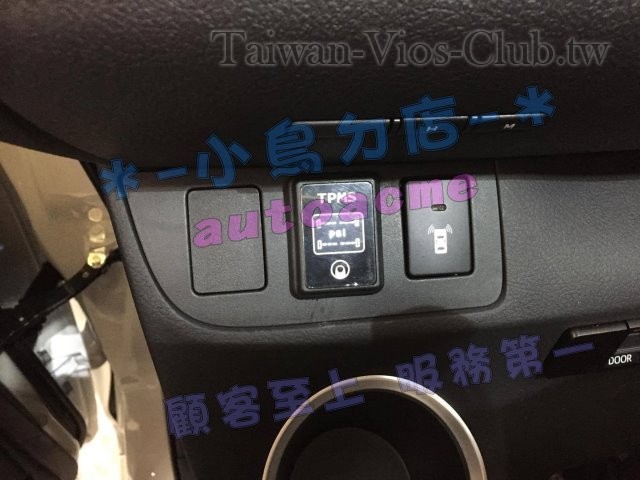 Taiwan-Vios-Club.tw
*-小鳥分店-*
autoacme
TPMS
psi
DOOR
顧客至上 服務第一